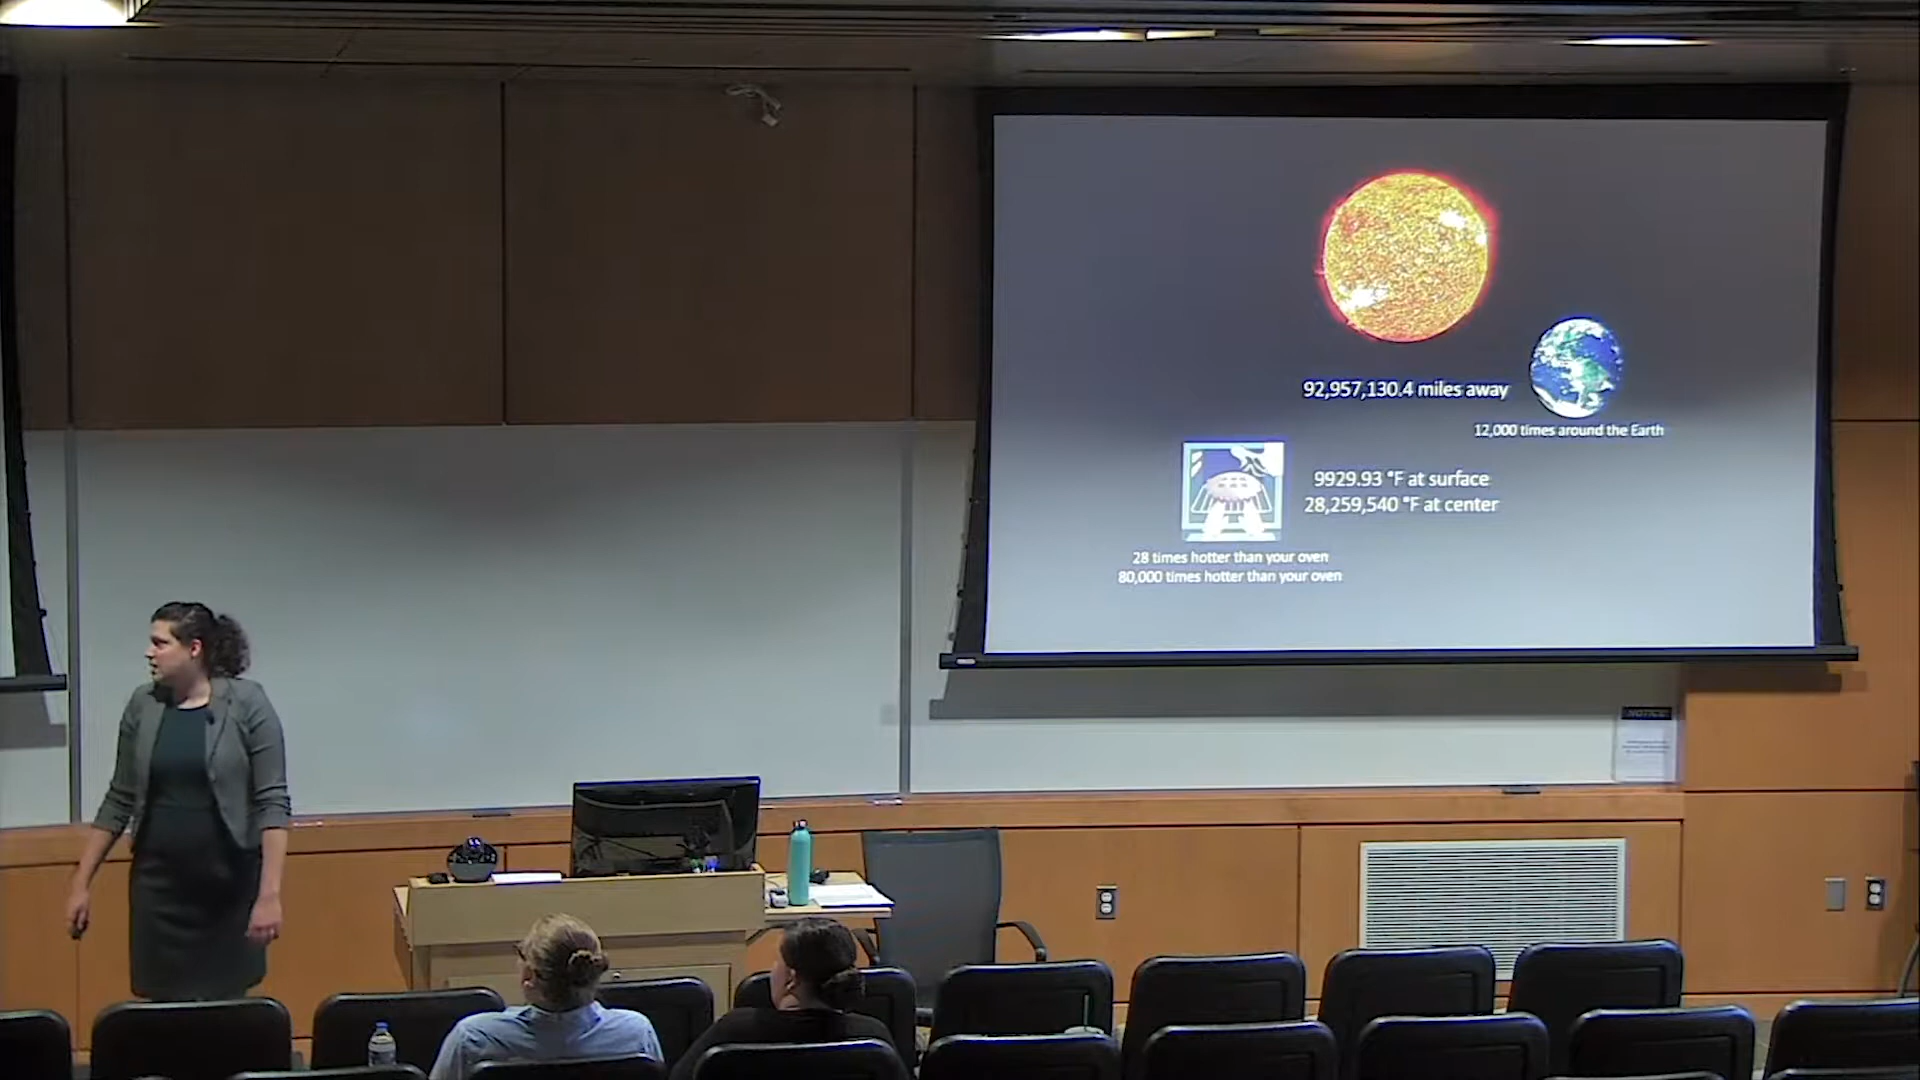 92,957,130.4 miles away
12,000 times around the Earth
9929.93 °F at surface
28,259,540 °F at center
28 times hotter than your oven
80,000 times hotter than your oven
NOTICE